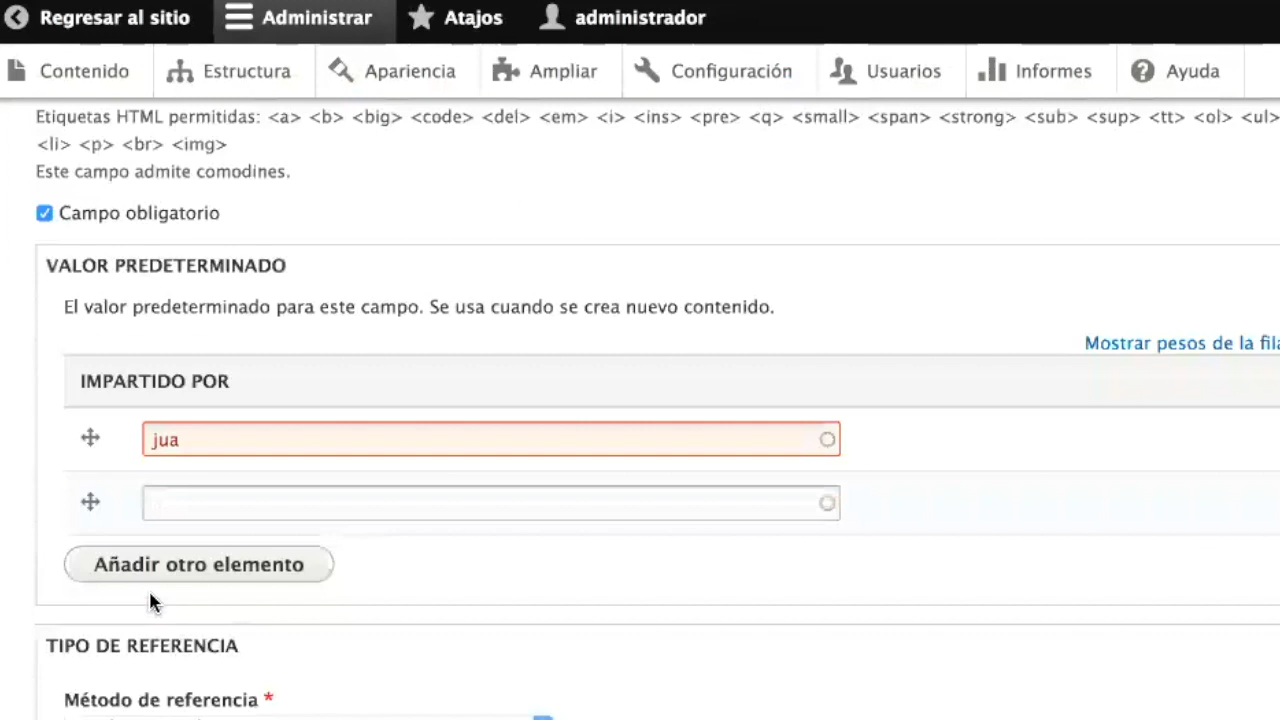 Regresar al sitio Administrar Atajos administrador
Contenido Estructura Apariencia Ampliar Configuración Usuarios Informes Ayuda
Etiquetas HTML permitidas: <a> <b> <big> <code> <del> <em> <i> <ins> <pre> <q> <small> <span> <strong> <sub> <sup> <tt> <ol> <ul>
<li> <p> <br> <img>
Este campo admite comodines.
Campo obligatorio
VALOR PREDETERMINADO
El valor predeterminado para este campo. Se usa cuando se crea nuevo contenido.
Mostrar pesos de la fila
IMPARTIDO POR
jua
Añadir otro elemento
TIPO DE REFERENCIA
Método de referencia *